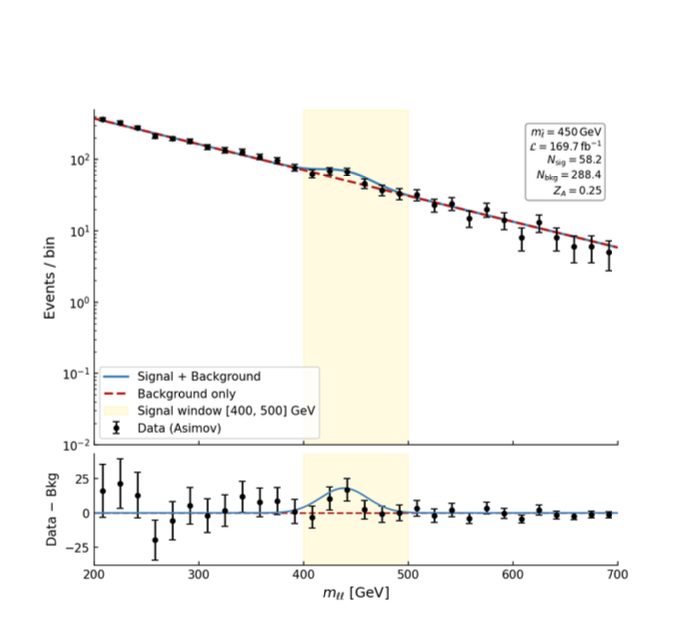 10²
10¹
10⁰
10⁻¹
10⁻²
Events / bin
m_ℓ̃ = 450 GeV
ℒ = 169.7 fb⁻¹
N_sig = 58.2
N_bkg = 288.4
Z_A = 0.25
Signal + Background
Background only
Signal window [400, 500] GeV
Data (Asimov)
25
0
−25
Data − Bkg
200 300 400 500 600 700
m_ℓℓ [GeV]